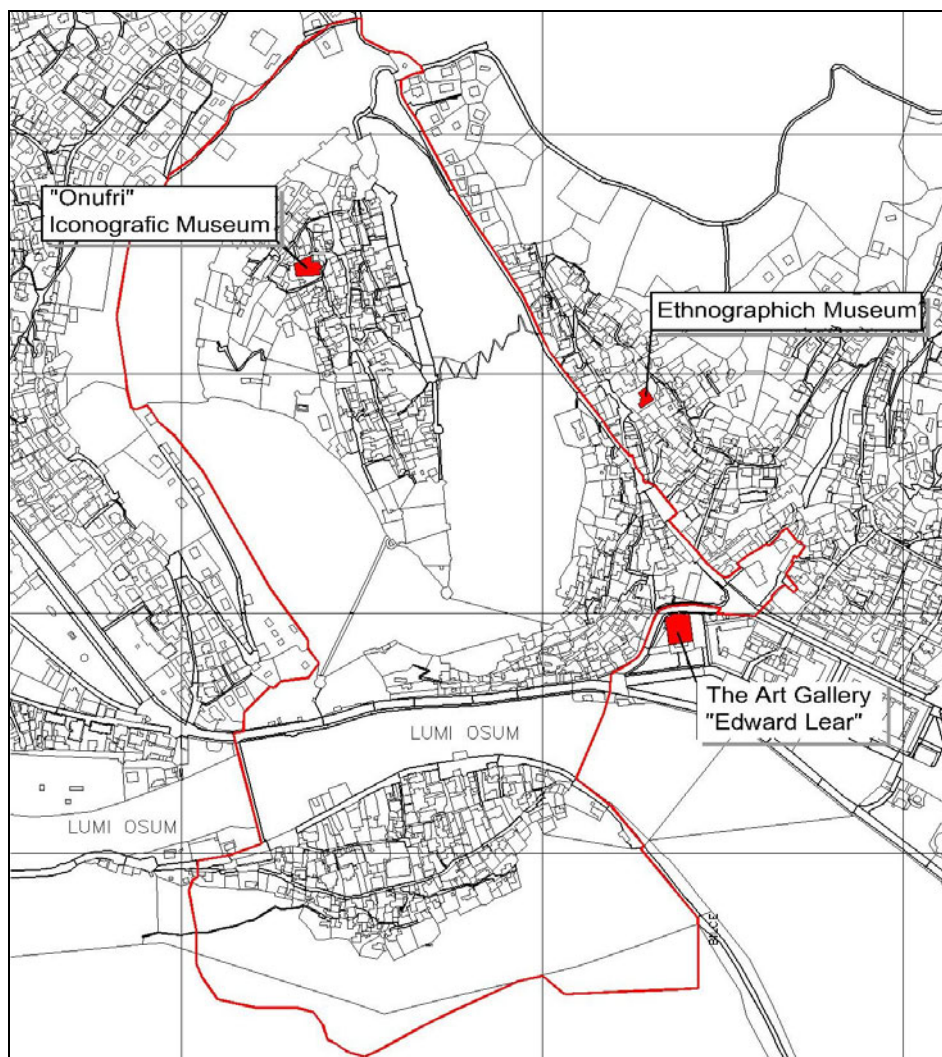 "Onufri"
Iconografic Museum
Ethnographich Museum
The Art Gallery
"Edward Lear"
LUMI OSUM
LUMI OSUM